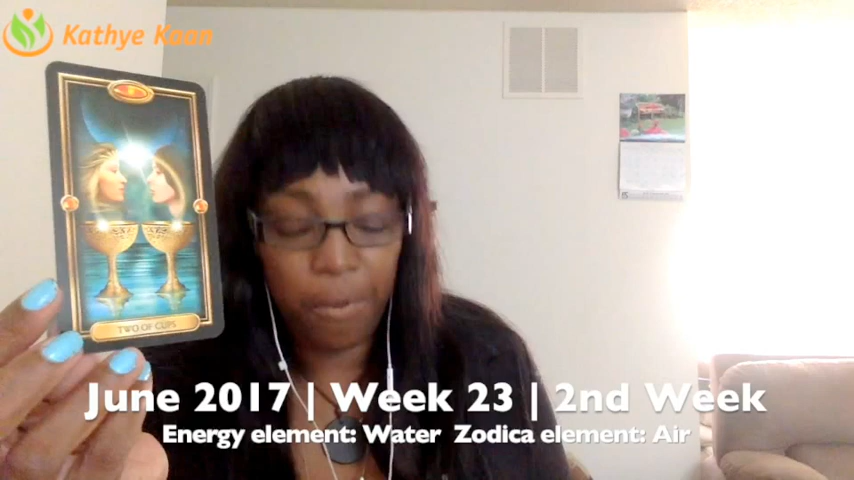 Kathye Koan
TWO OF CUPS
June 2017 | Week 23 | 2nd Week
Energy element: Water Zodica element: Air